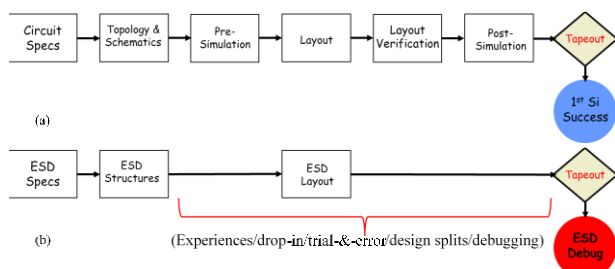 Circuit
Specs
Topology &
Schematics
Pre-
Simulation
Layout
Layout
Verification
Post-
Simulation
Tapeout
1st Si
Success
(a)
ESD
Specs
ESD
Structures
ESD
Layout
Tapeout
(b)
(Experiences/drop-in/trial-&-error/design splits/debugging)
ESD
Debug